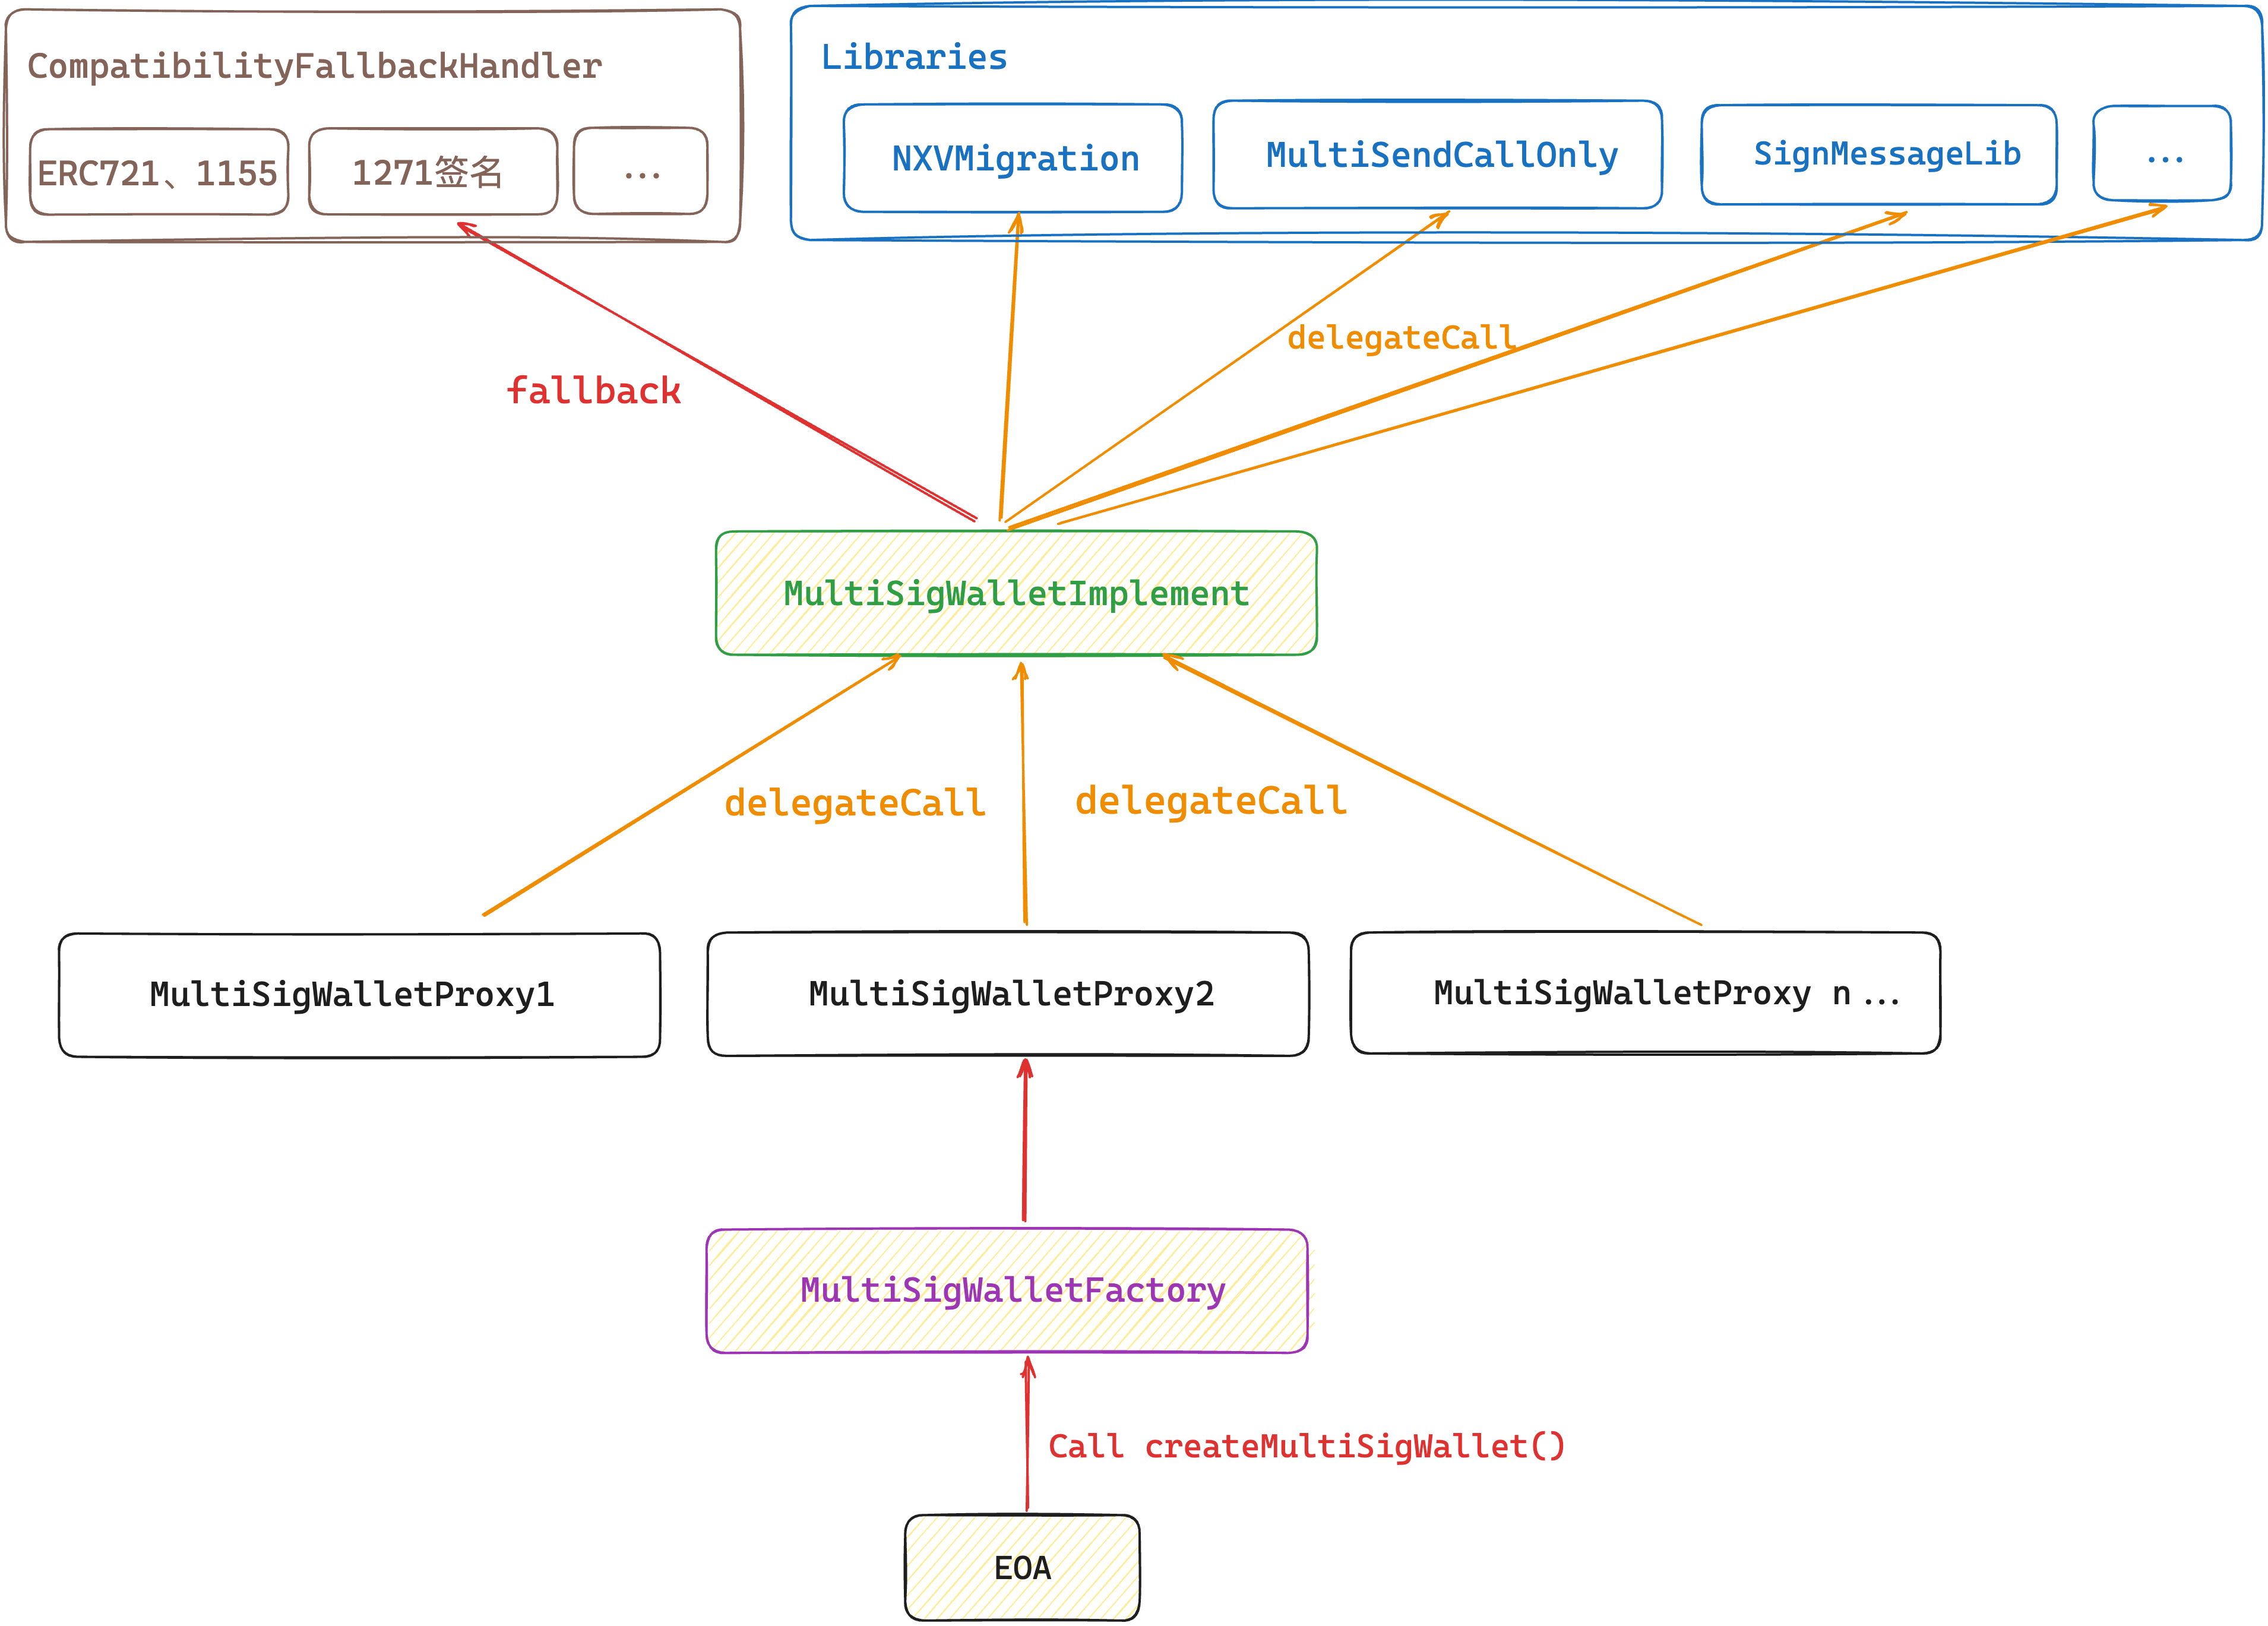 CompatibilityFallbackHandler
ERC721、1155
1271签名
...
Libraries
NXVMigration
MultiSendCallOnly
SignMessageLib
...
delegateCall
fallback
MultiSigWalletImplement
delegateCall
delegateCall
MultiSigWalletProxy1
MultiSigWalletProxy2
MultiSigWalletProxy n...
MultiSigWalletFactory
Call createMultiSigWallet()
EOA